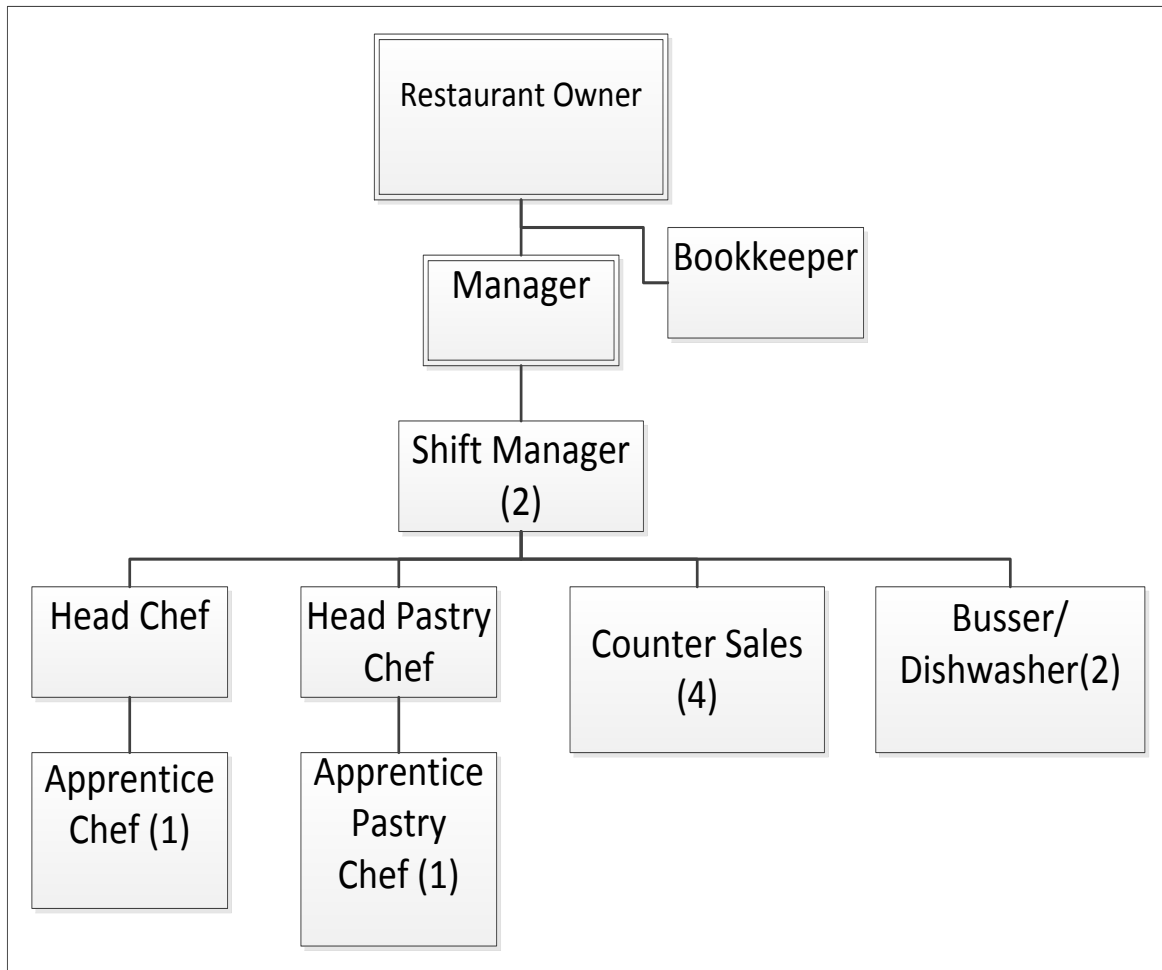 Restaurant Owner
Manager
Bookkeeper
Shift Manager
(2)
Head Chef
Head Pastry
Chef
Counter Sales
(4)
Busser/
Dishwasher(2)
Apprentice
Chef (1)
Apprentice
Pastry
Chef (1)